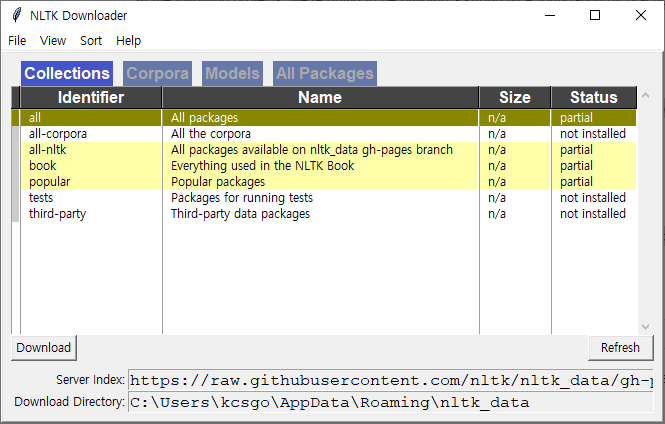 NLTK Downloader
File View Sort Help
Collections Corpora Models All Packages
Identifier Name Size Status
all All packages n/a partial
all-corpora All the corpora n/a not installed
all-nltk All packages available on nltk_data gh-pages branch n/a partial
book Everything used in the NLTK Book n/a partial
popular Popular packages n/a partial
tests Packages for running tests n/a not installed
third-party Third-party data packages n/a not installed
Download Refresh
Server Index: https://raw.githubusercontent.com/nltk/nltk_data/gh-p
Download Directory: C:\Users\kcsgo\AppData\Roaming\nltk_data